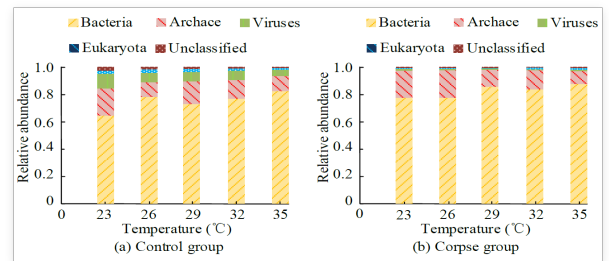 Bacteria Archace Viruses
Eukaryota Unclassified
Relative abundance
1.0
0.8
0.6
0.4
0.2
0
0 23 26 29 32 35
Temperature (℃)
(a) Control group
Bacteria Archace Viruses
Eukaryota Unclassified
Relative abundance
1.0
0.8
0.6
0.4
0.2
0
0 23 26 29 32 35
Temperature (℃)
(b) Corpse group